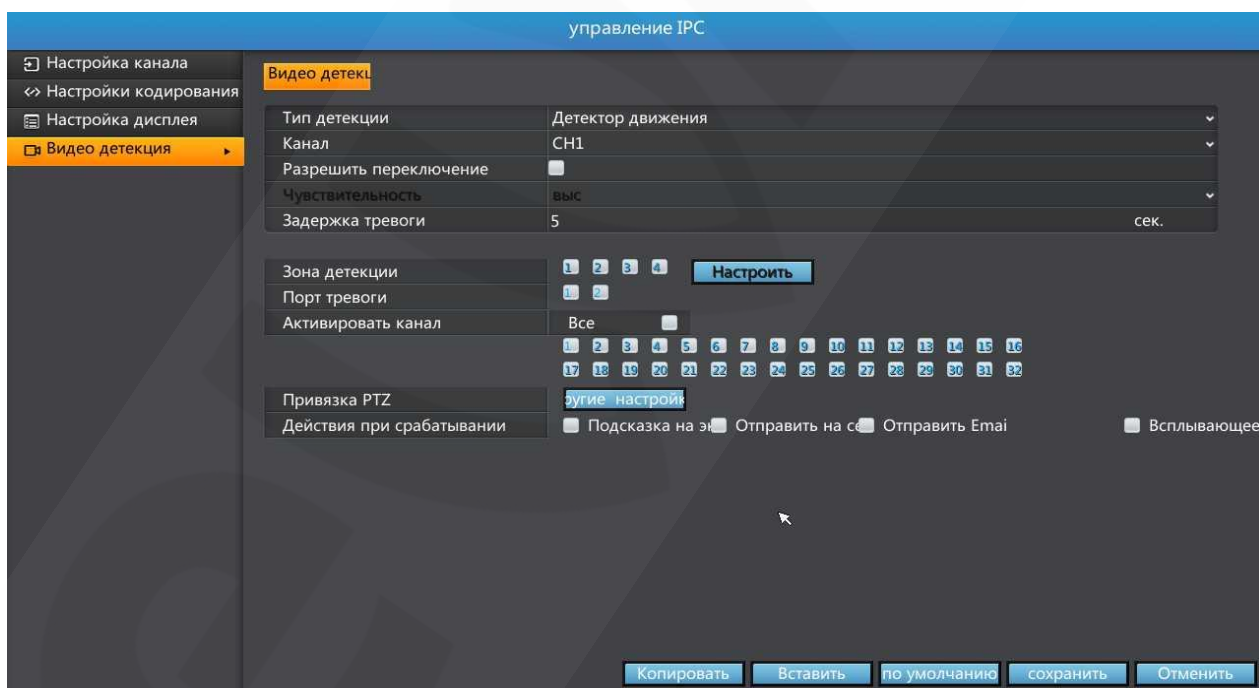 управление IPC
Настройка канала
Настройки кодирования
Настройка дисплея
Видео детекция
Видео детекц
Тип детекции Детектор движения
Канал CH1
Разрешить переключение
Чувствительность выс
Задержка тревоги 5 сек.
Зона детекции 1 2 3 4 Настроить
Порт тревоги 1 2
Активировать канал Все
1 2 3 4 5 6 7 8 9 10 11 12 13 14 15 16
17 18 19 20 21 22 23 24 25 26 27 28 29 30 31 32
Привязка PTZ ругие настройк
Действия при срабатывании Подсказка на эк Отправить на се Отправить Emai Всплывающее
Копировать Вставить по умолчанию сохранить Отменить